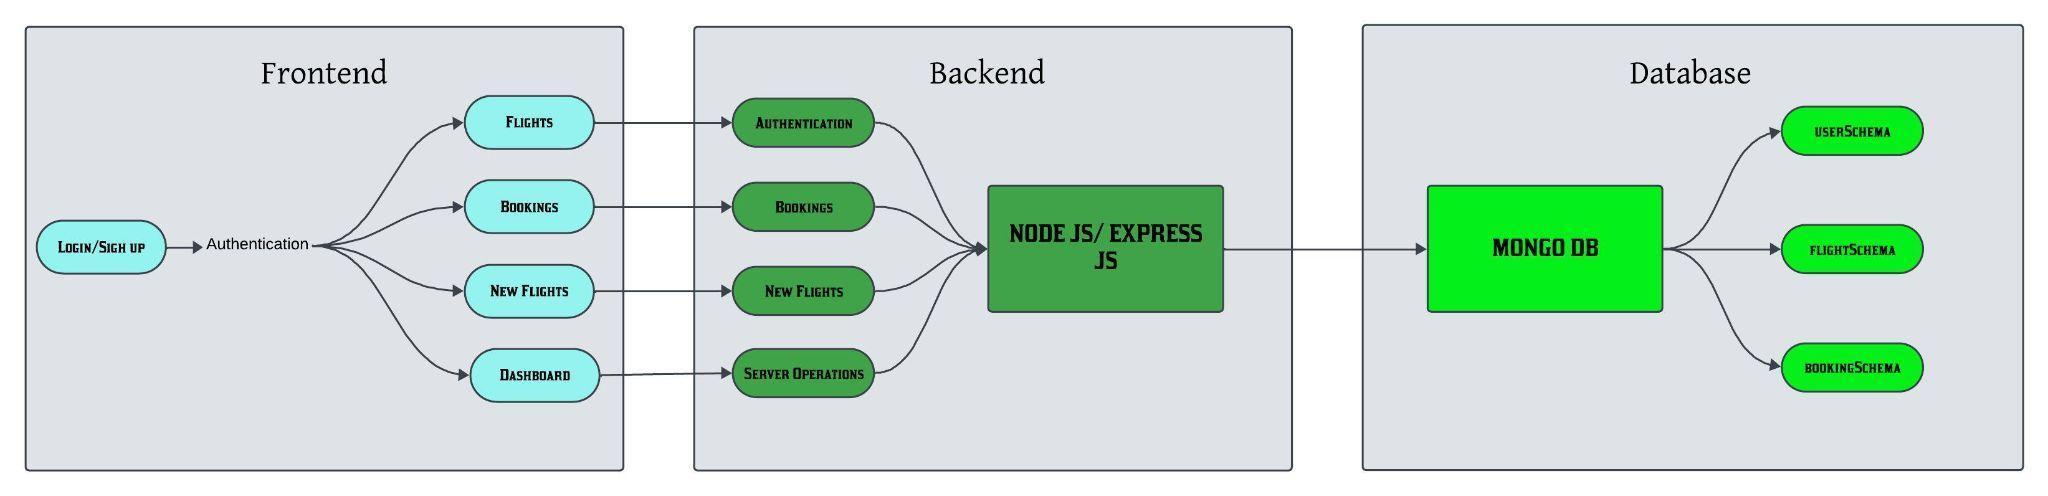 Frontend
Login/Sigh up
Authentication
Flights
Bookings
New Flights
Dashboard
Backend
Authentication
Bookings
New Flights
Server Operations
NODE JS/ EXPRESS
JS
Database
MONGO DB
userSchema
flightSchema
bookingSchema